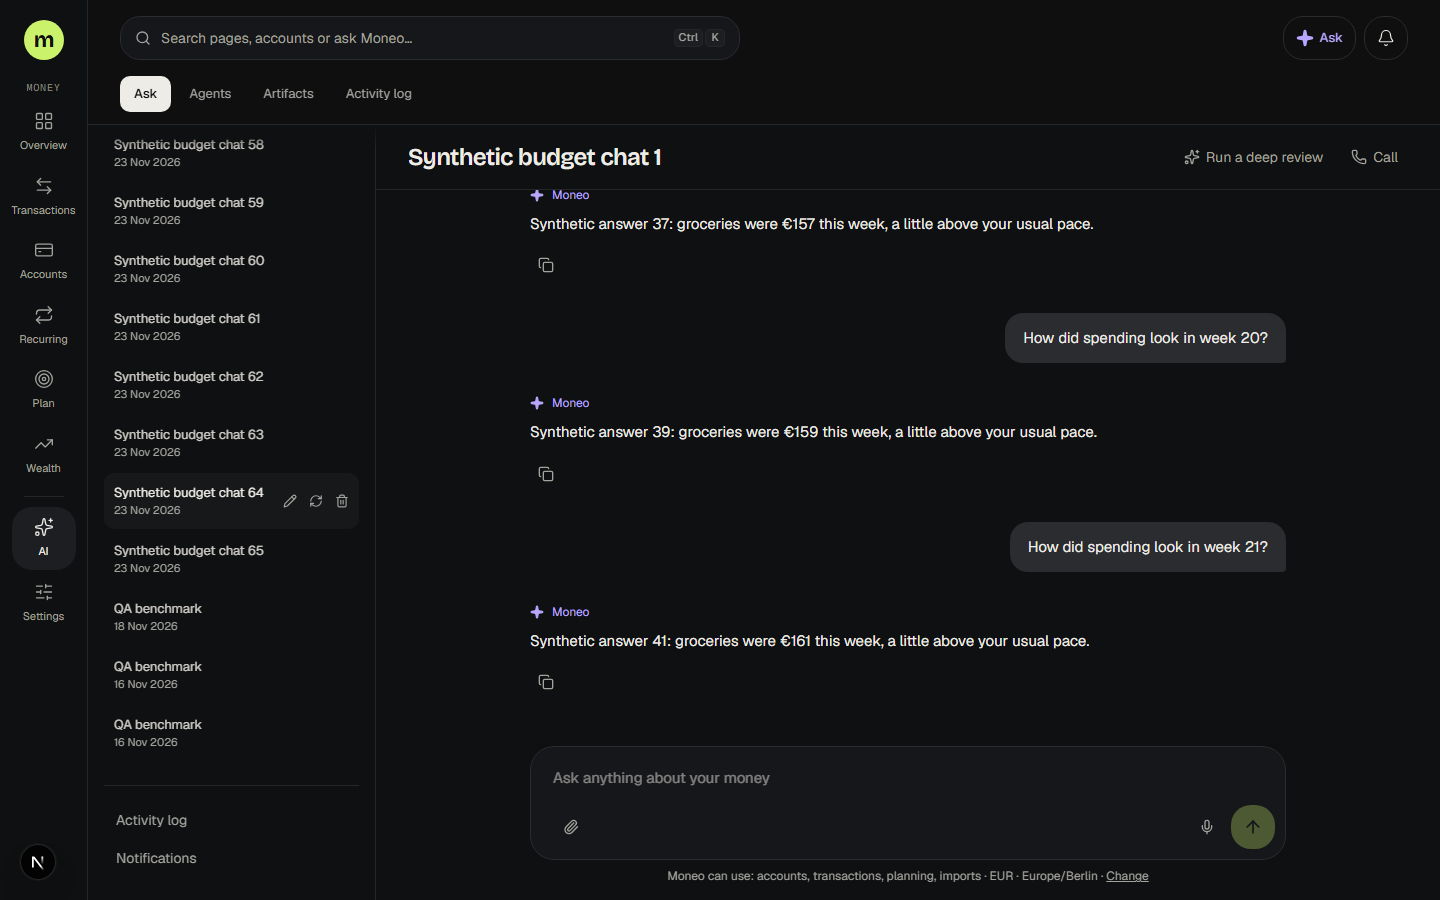 m
Search pages, accounts or ask Moneo...
Ctrl K
Ask
MONEY
Overview
Transactions
Accounts
Recurring
Plan
Wealth
AI
Settings
N
Ask
Agents
Artifacts
Activity log
Synthetic budget chat 58
23 Nov 2026
Synthetic budget chat 59
23 Nov 2026
Synthetic budget chat 60
23 Nov 2026
Synthetic budget chat 61
23 Nov 2026
Synthetic budget chat 62
23 Nov 2026
Synthetic budget chat 63
23 Nov 2026
Synthetic budget chat 64
23 Nov 2026
Synthetic budget chat 65
23 Nov 2026
QA benchmark
18 Nov 2026
QA benchmark
16 Nov 2026
QA benchmark
16 Nov 2026
Activity log
Notifications
Synthetic budget chat 1
Run a deep review
Call
Moneo
Synthetic answer 37: groceries were €157 this week, a little above your usual pace.
How did spending look in week 20?
Moneo
Synthetic answer 39: groceries were €159 this week, a little above your usual pace.
How did spending look in week 21?
Moneo
Synthetic answer 41: groceries were €161 this week, a little above your usual pace.
Ask anything about your money
Moneo can use: accounts, transactions, planning, imports · EUR · Europe/Berlin · Change